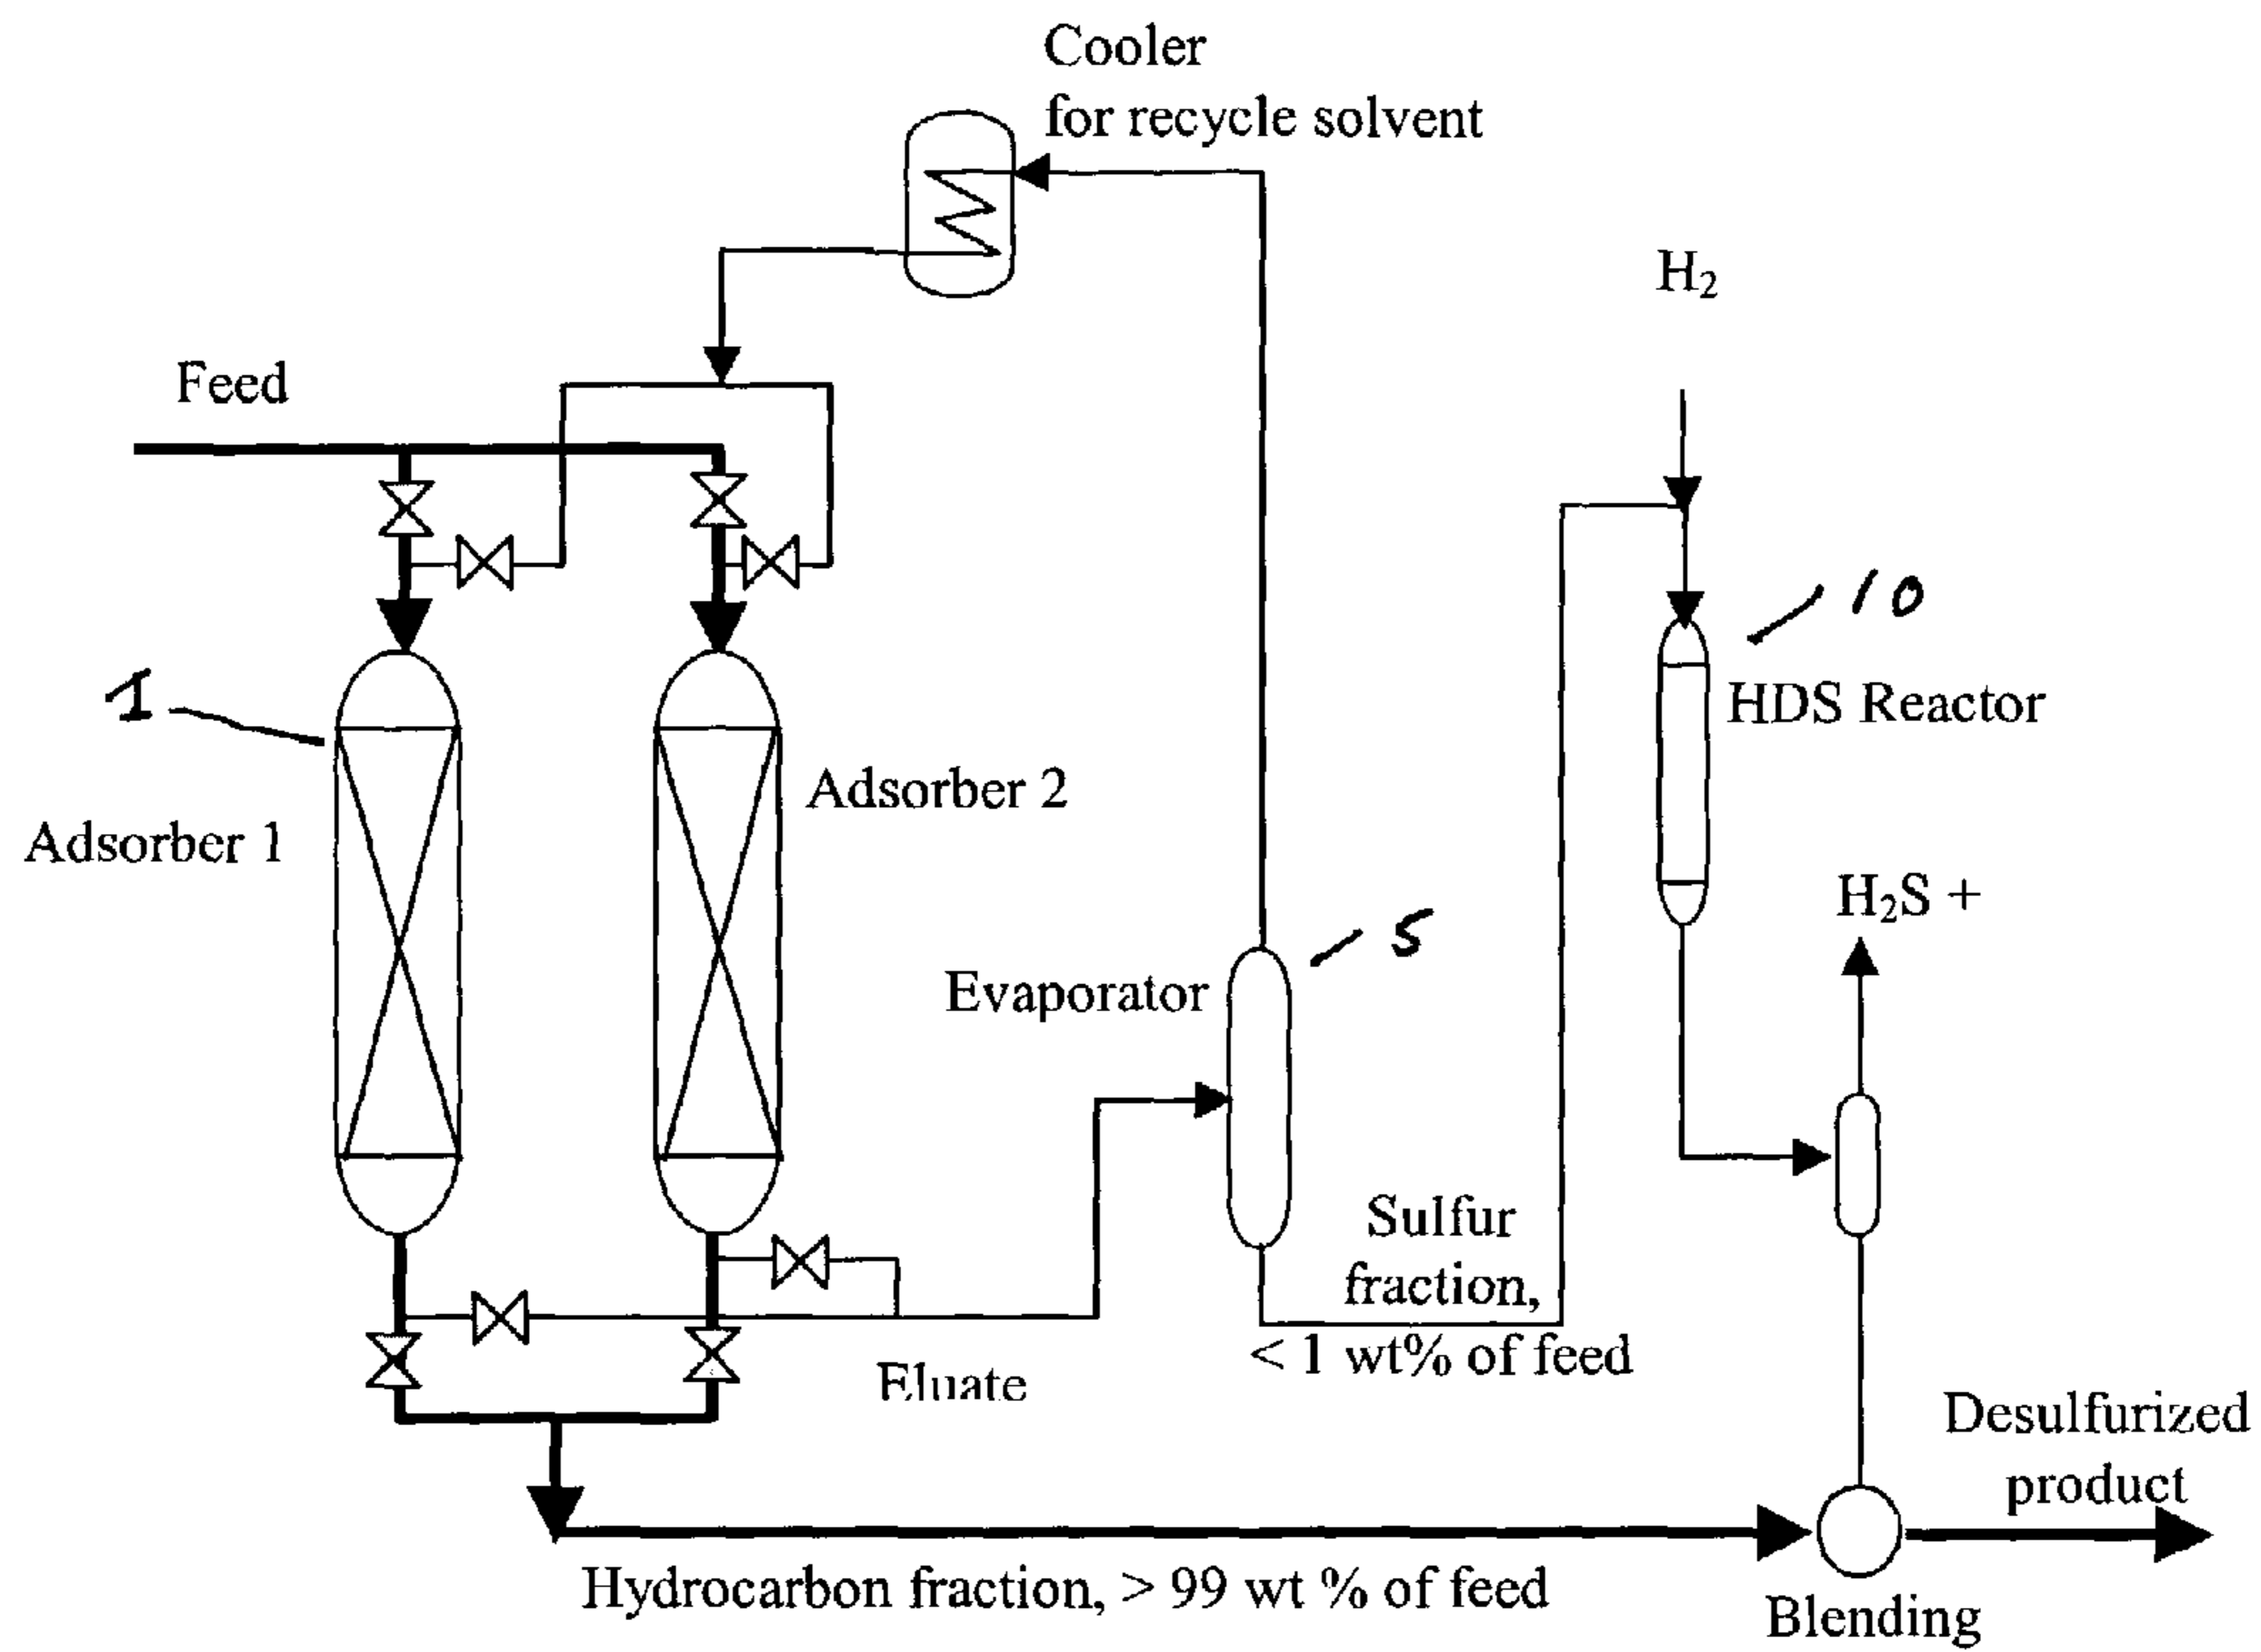 Cooler
for recycle solvent
H₂
Feed
10
1
HDS Reactor
Adsorber 2
Adsorber 1
H₂S +
5
Evaporator
Sulfur
fraction,
< 1 wt% of feed
Eluate
Desulfurized
product
Hydrocarbon fraction, > 99 wt % of feed
Blending